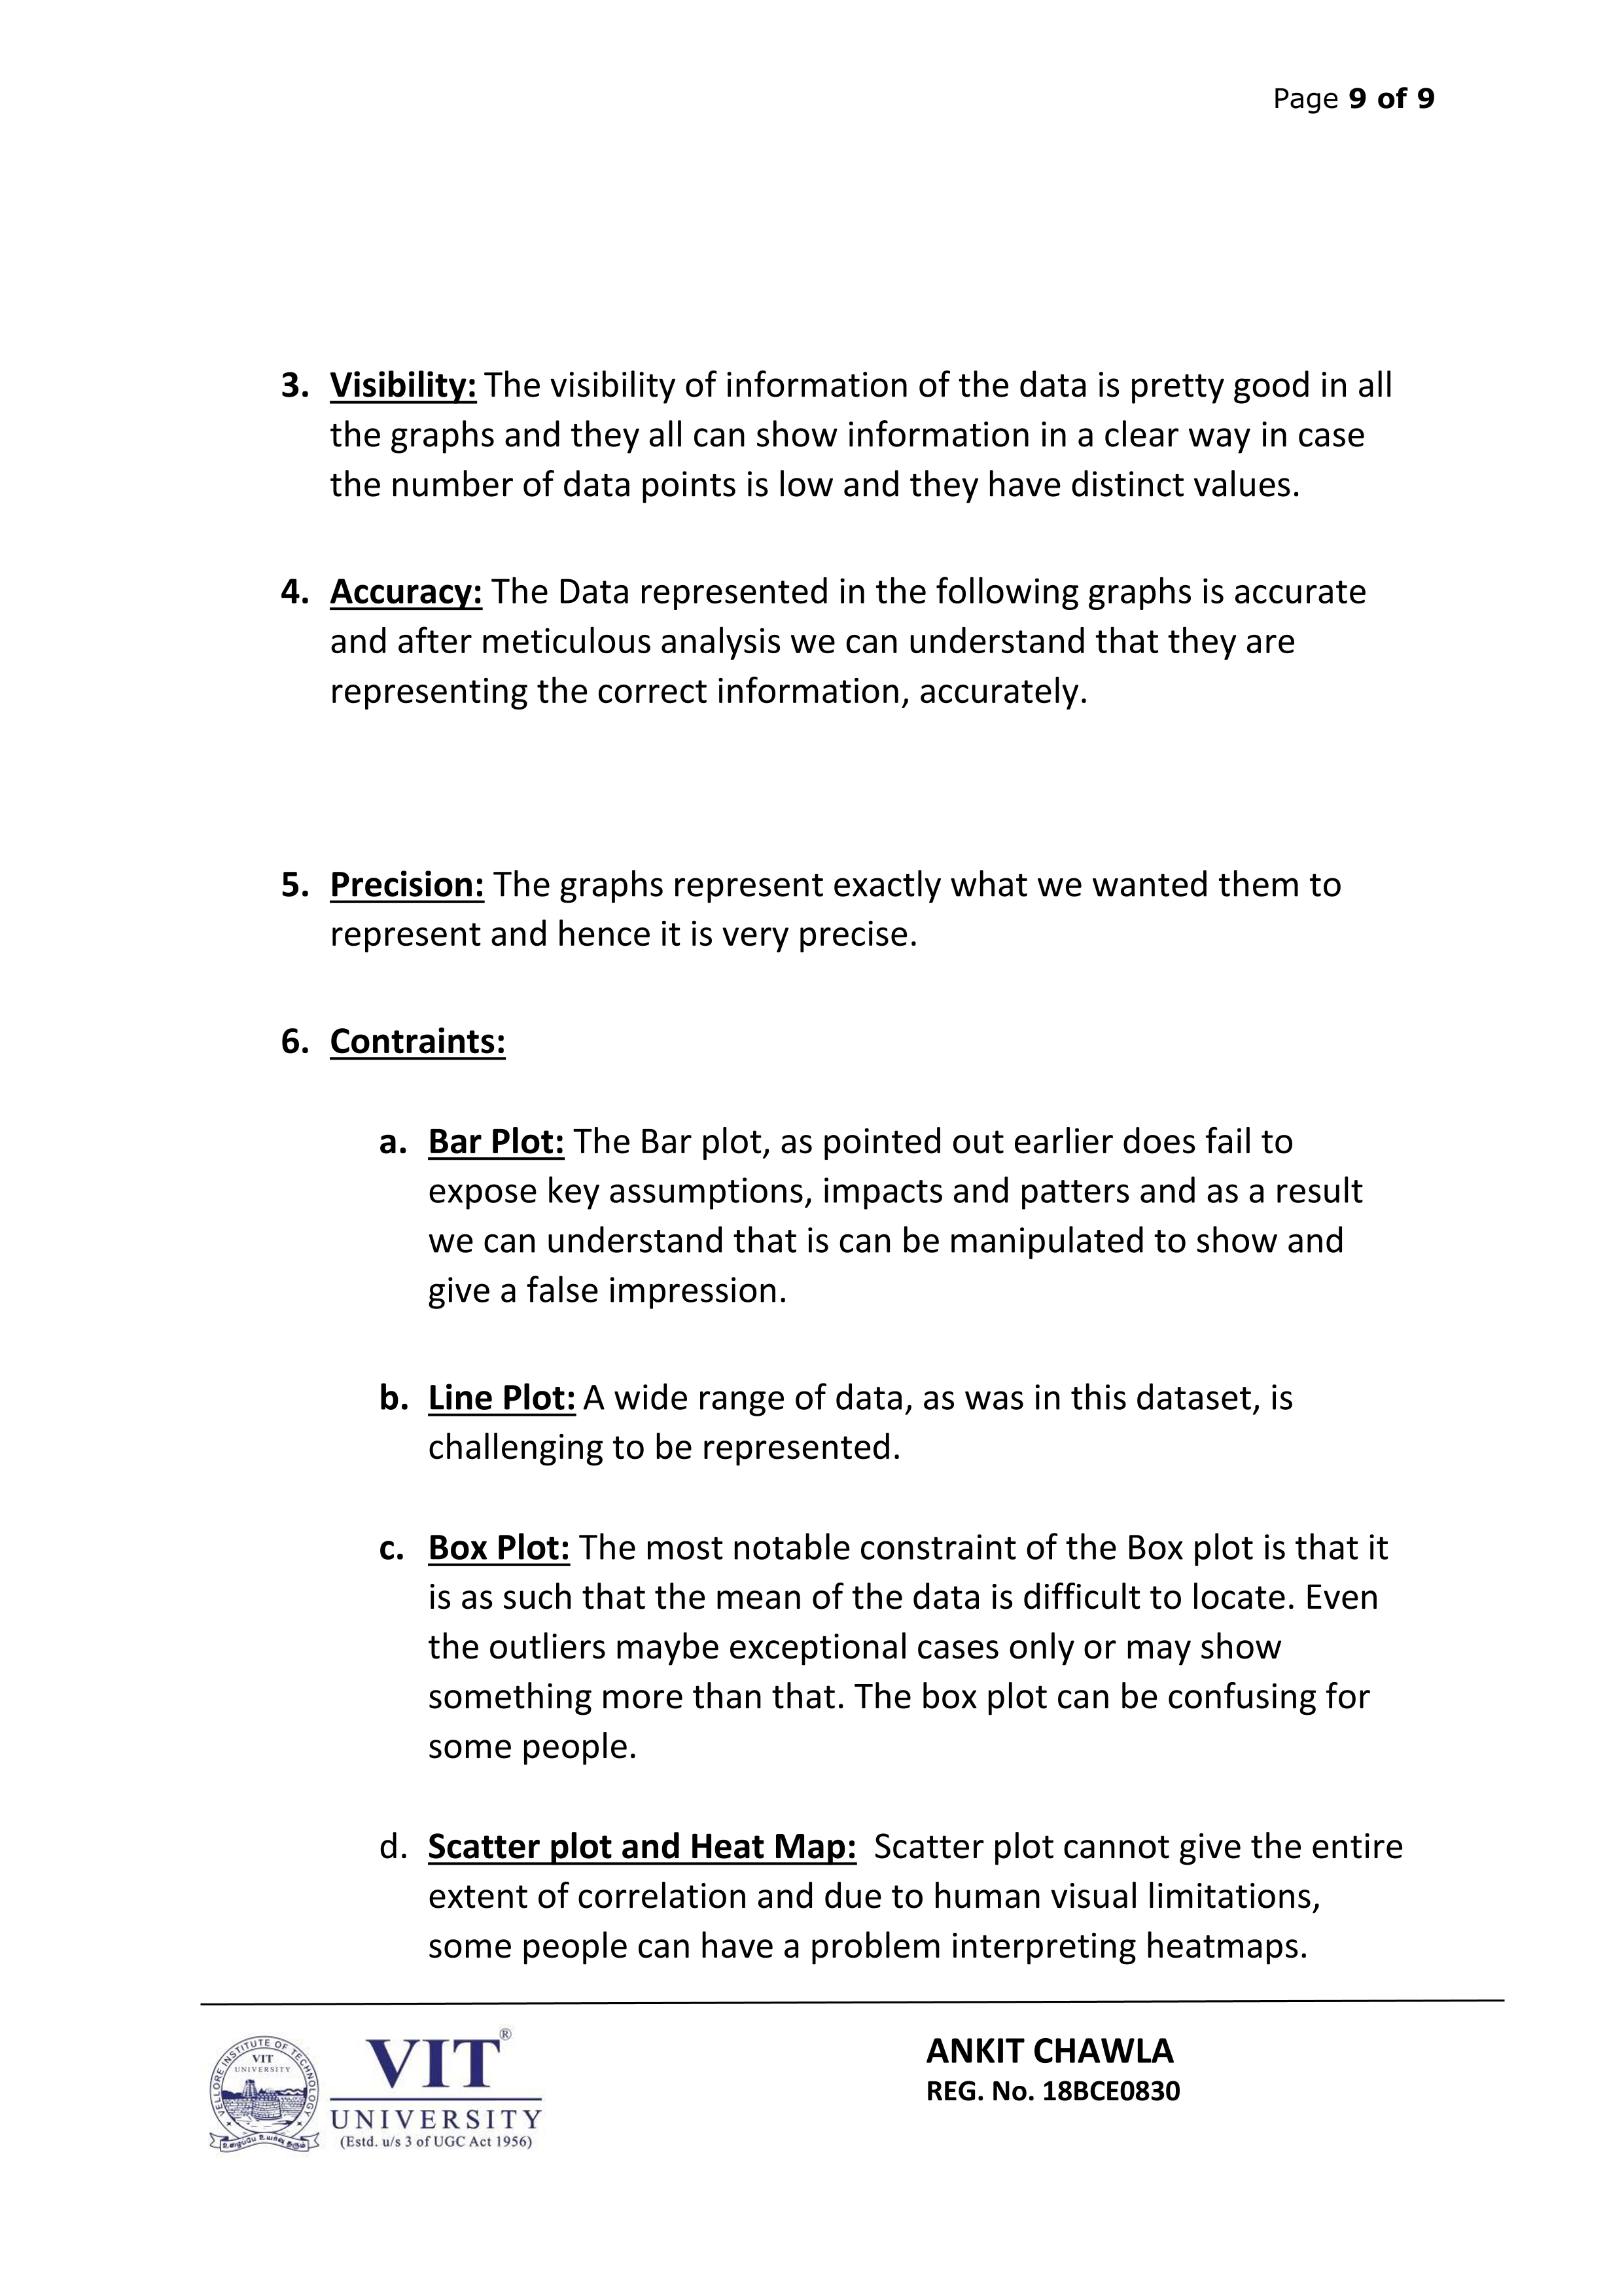 Page 9 of 9
3. Visibility: The visibility of information of the data is pretty good in all
the graphs and they all can show information in a clear way in case
the number of data points is low and they have distinct values.
4. Accuracy: The Data represented in the following graphs is accurate
and after meticulous analysis we can understand that they are
representing the correct information, accurately.
5. Precision: The graphs represent exactly what we wanted them to
represent and hence it is very precise.
6. Contraints:
a. Bar Plot: The Bar plot, as pointed out earlier does fail to
expose key assumptions, impacts and patters and as a result
we can understand that is can be manipulated to show and
give a false impression.
b. Line Plot: A wide range of data, as was in this dataset, is
challenging to be represented.
c. Box Plot: The most notable constraint of the Box plot is that it
is as such that the mean of the data is difficult to locate. Even
the outliers maybe exceptional cases only or may show
something more than that. The box plot can be confusing for
some people.
d. Scatter plot and Heat Map:  Scatter plot cannot give the entire
extent of correlation and due to human visual limitations,
some people can have a problem interpreting heatmaps.
VELLORE INSTITUTE OF TECHNOLOGY
VIT
UNIVERSITY
VIT®
UNIVERSITY
(Estd. u/s 3 of UGC Act 1956)
ANKIT CHAWLA
REG. No. 18BCE0830